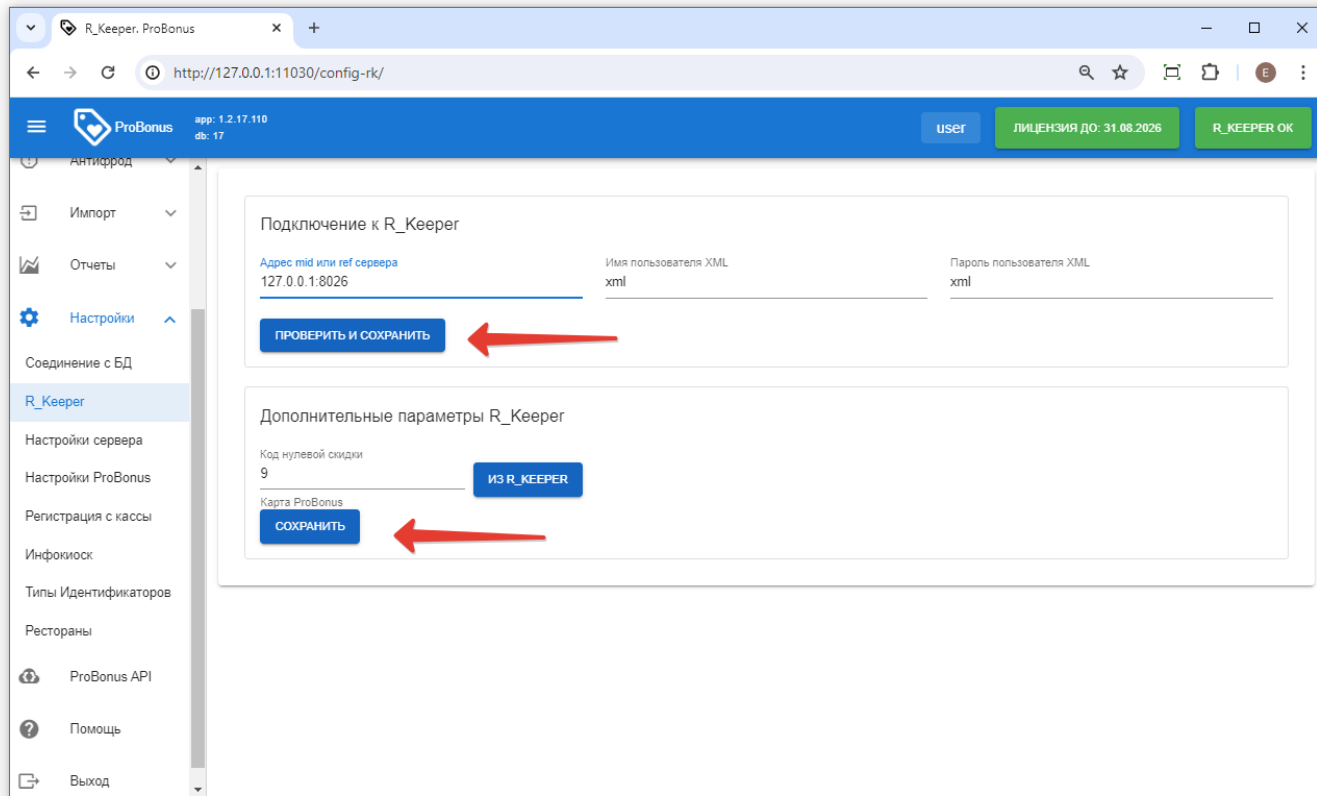 R_Keeper. ProBonus
http://127.0.0.1:11030/config-rk/
E
ProBonus
app: 1.2.17.110
db: 17
user
ЛИЦЕНЗИЯ ДО: 31.08.2026
R_KEEPER OK
Антифрод
Импорт
Отчеты
Настройки
Соединение с БД
R_Keeper
Настройки сервера
Настройки ProBonus
Регистрация с кассы
Инфокиоск
Типы Идентификаторов
Рестораны
ProBonus API
Помощь
Выход
Подключение к R_Keeper
Адрес mid или ref сервера
127.0.0.1:8026
Имя пользователя XML
xml
Пароль пользователя XML
xml
ПРОВЕРИТЬ И СОХРАНИТЬ
Дополнительные параметры R_Keeper
Код нулевой скидки
9
ИЗ R_KEEPER
Карта ProBonus
СОХРАНИТЬ